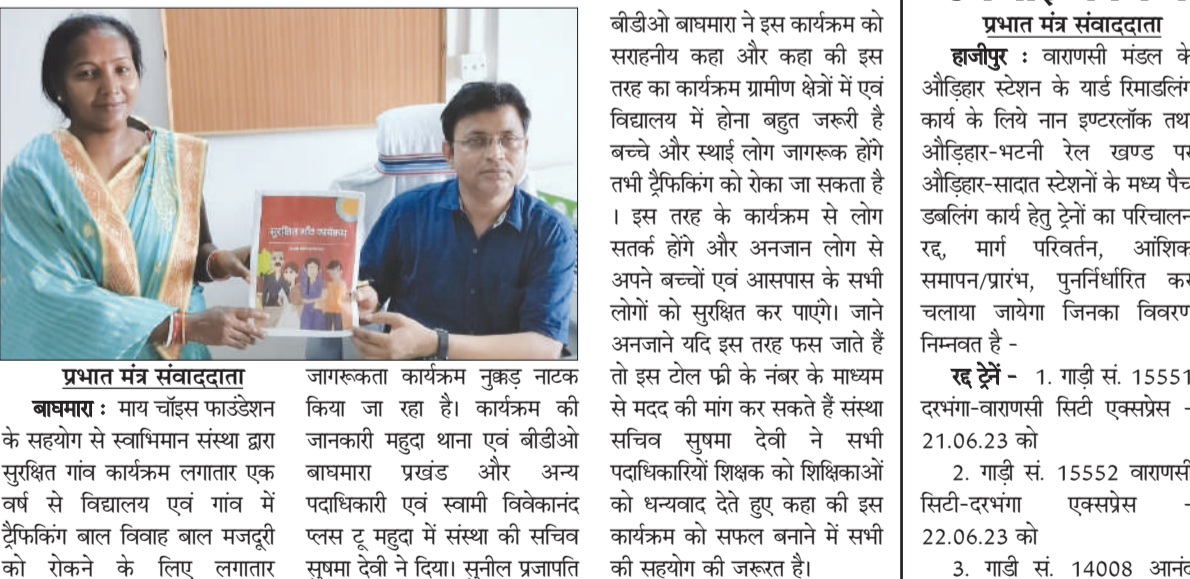 सुरक्षित गाँव कार्यक्रम
प्रभात मंत्र संवाददाता
बाघमारा : माय चॉइस फाउंडेशन
के सहयोग से स्वाभिमान संस्था द्वारा
सुरक्षित गांव कार्यक्रम लगातार एक
वर्ष से विद्यालय एवं गांव में
ट्रैफिकिंग बाल विवाह बाल मजदूरी
को रोकने के लिए लगातार
जागरूकता कार्यक्रम नुक्कड़ नाटक
किया जा रहा है। कार्यक्रम की
जानकारी महुदा थाना एवं बीडीओ
बाघमारा प्रखंड और अन्य
पदाधिकारी एवं स्वामी विवेकानंद
प्लस टू महुदा में संस्था की सचिव
सुषमा देवी ने दिया। सुनील प्रजापति
बीडीओ बाघमारा ने इस कार्यक्रम को
सराहनीय कहा और कहा की इस
तरह का कार्यक्रम ग्रामीण क्षेत्रों में एवं
विद्यालय में होना बहुत जरूरी है
बच्चे और स्थाई लोग जागरूक होंगे
तभी ट्रैफिकिंग को रोका जा सकता है
। इस तरह के कार्यक्रम से लोग
सतर्क होंगे और अनजान लोग से
अपने बच्चों एवं आसपास के सभी
लोगों को सुरक्षित कर पाएंगे। जाने
अनजाने यदि इस तरह फस जाते हैं
तो इस टोल फ्री के नंबर के माध्यम
से मदद की मांग कर सकते हैं संस्था
सचिव सुषमा देवी ने सभी
पदाधिकारियों शिक्षक को शिक्षिकाओं
को धन्यवाद देते हुए कहा की इस
कार्यक्रम को सफल बनाने में सभी
की सहयोग की जरूरत है।
प्रभात मंत्र संवाददाता
हाजीपुर : वाराणसी मंडल के
औड़िहार स्टेशन के यार्ड रिमाडलिंग
कार्य के लिये नान इण्टरलॉक तथा
औड़िहार-भटनी रेल खण्ड पर
औड़िहार-सादात स्टेशनों के मध्य पैच
डबलिंग कार्य हेतु ट्रेनों का परिचालन
रद्द, मार्ग परिवर्तन, आंशिक
समापन/प्रारंभ, पुनर्निर्धारित कर
चलाया जायेगा जिनका विवरण
निम्नवत है -
रद्द ट्रेनें - 1. गाड़ी सं. 15551
दरभंगा-वाराणसी सिटी एक्सप्रेस -
21.06.23 को
2. गाड़ी सं. 15552 वाराणसी
सिटी-दरभंगा एक्सप्रेस -
22.06.23 को
3. गाड़ी सं. 14008 आनंद